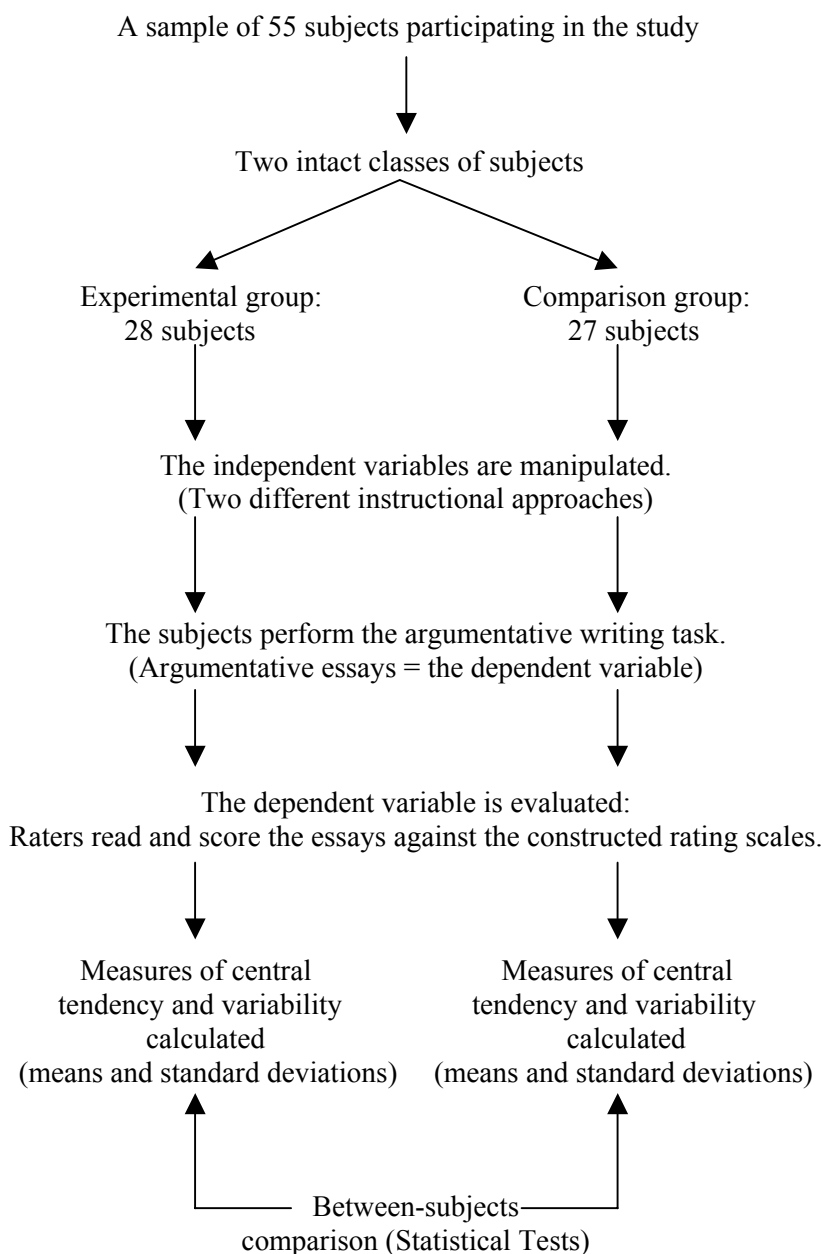 A sample of 55 subjects participating in the study
Two intact classes of subjects
Experimental group:
28 subjects
Comparison group:
27 subjects
The independent variables are manipulated.
(Two different instructional approaches)
The subjects perform the argumentative writing task.
(Argumentative essays = the dependent variable)
The dependent variable is evaluated:
Raters read and score the essays against the constructed rating scales.
Measures of central
tendency and variability
calculated
(means and standard deviations)
Measures of central
tendency and variability
calculated
(means and standard deviations)
Between-subjects
comparison (Statistical Tests)